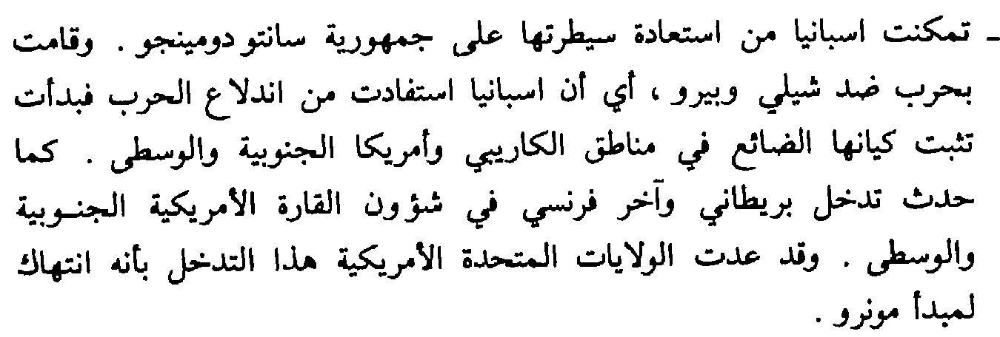 - تمكنت اسبانيا من استعادة سيطرتها على جمهورية سانتو دومينجو . وقامت
بحرب ضد شيلي وبيرو ، أي أن اسبانيا استفادت من اندلاع الحرب فبدأت
تثبت كيانها الضائع في مناطق الكاريبي وأمريكا الجنوبية والوسطى . كما
حدث تدخل بريطاني وآخر فرنسي في شؤون القارة الأمريكية الجنـوبية
والوسطى . وقد عدت الولايات المتحدة الأمريكية هذا التدخل بأنه انتهاك
لمبدأ مونرو .